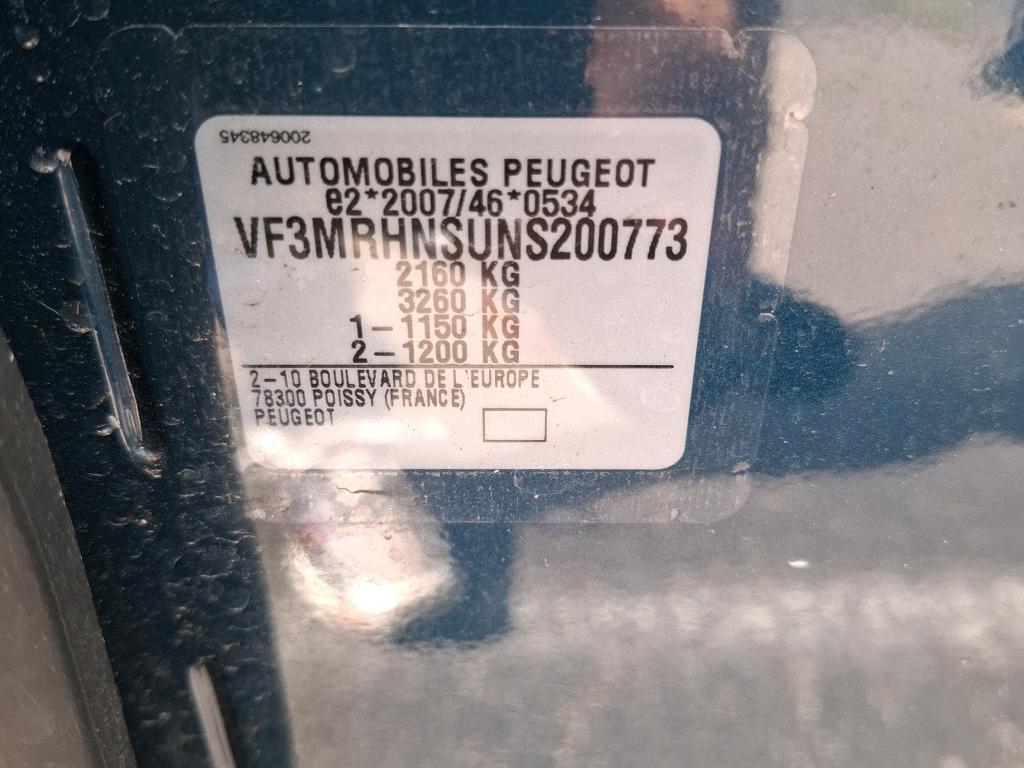 200648345
AUTOMOBILES PEUGEOT
e2*2007/46*0534
VF3MRHNSUNS200773
2160 KG
3260 KG
1-1150 KG
2-1200 KG
2-10 BOULEVARD DE L'EUROPE
78300 POISSY (FRANCE)
PEUGEOT